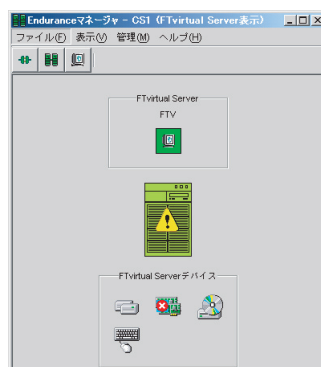 Enduranceマネージャ - CS1 (FTvirtual Server表示)
ファイル(F) 表示(V) 管理(M) ヘルプ(H)
FTvirtual Server
FTV
FTvirtual Serverデバイス